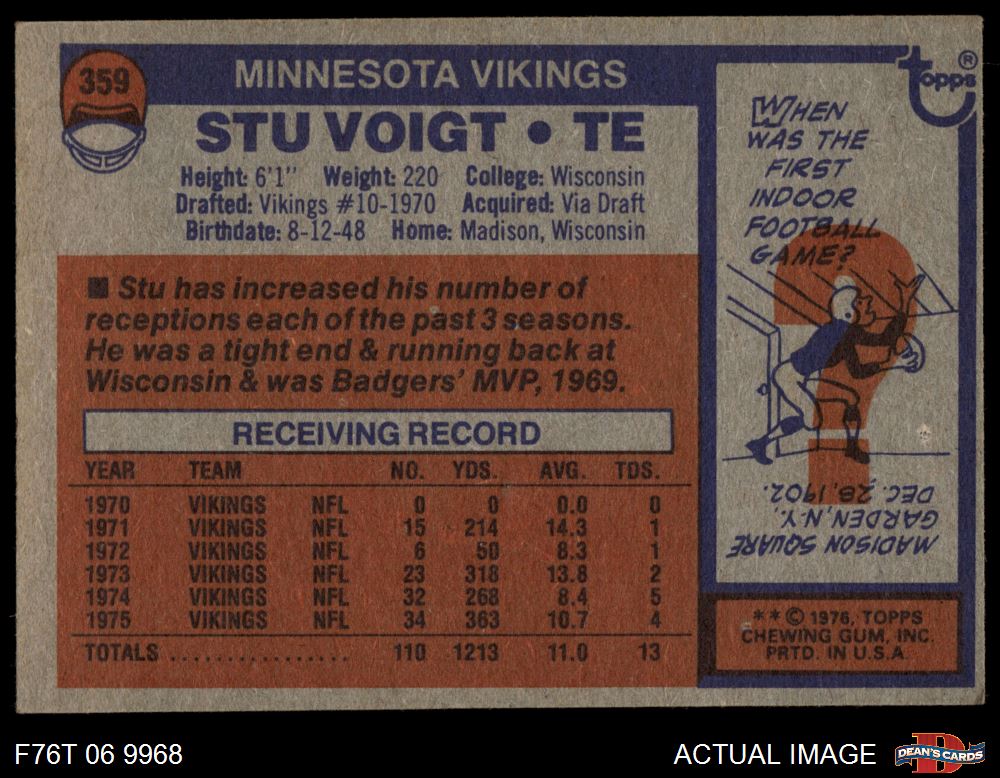 359
MINNESOTA VIKINGS
STU VOIGT • TE
Height: 6'1" Weight: 220 College: Wisconsin
Drafted: Vikings #10-1970 Acquired: Via Draft
Birthdate: 8-12-48 Home: Madison, Wisconsin
■ Stu has increased his number of
receptions each of the past 3 seasons.
He was a tight end & running back at
Wisconsin & was Badgers' MVP, 1969.
RECEIVING RECORD
YEAR TEAM NO. YDS. AVG. TDS.
1970 VIKINGS NFL 0 0 0.0 0
1971 VIKINGS NFL 15 214 14.3 1
1972 VIKINGS NFL 6 50 8.3 1
1973 VIKINGS NFL 23 318 13.8 2
1974 VIKINGS NFL 32 268 8.4 5
1975 VIKINGS NFL 34 363 10.7 4
TOTALS ................. 110 1213 11.0 13
Topps ®
WHEN
WAS THE
FIRST
INDOOR
FOOTBALL
GAME?
?
MADISON SQUARE
GARDEN, N.Y.,
DEC. 28, 1902.
**© 1976, TOPPS
CHEWING GUM, INC.
PRTD. IN U.S.A.
F76T 06 9968
ACTUAL IMAGE
DEAN'S CARDS